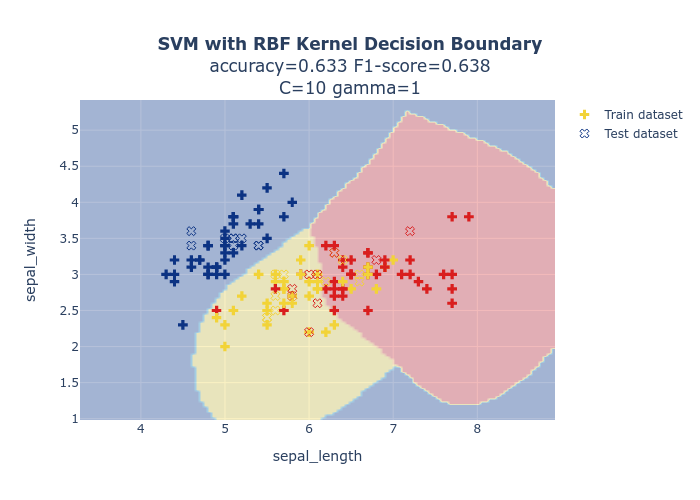 SVM with RBF Kernel Decision Boundary
accuracy=0.633 F1-score=0.638
C=10 gamma=1
Train dataset
Test dataset
5
4.5
4
3.5
3
2.5
2
1.5
1
sepal_width
4
5
6
7
8
sepal_length